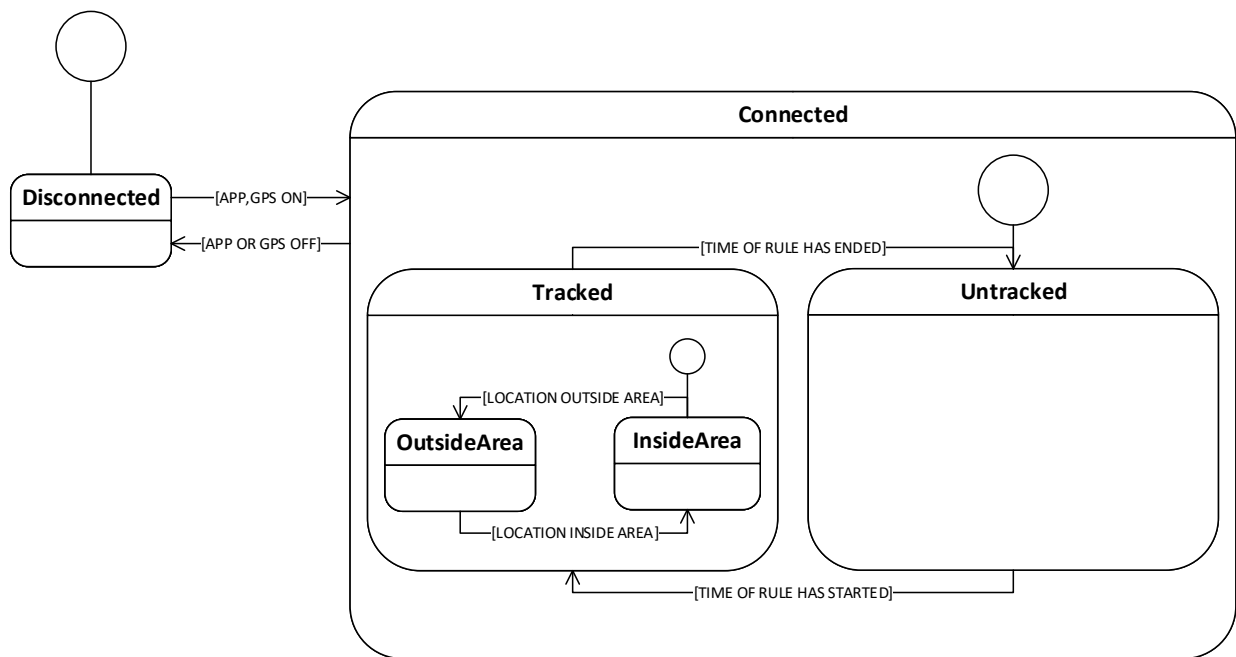 Connected
Disconnected
[APP,GPS ON]
[APP OR GPS OFF]
[TIME OF RULE HAS ENDED]
Tracked
Untracked
[LOCATION OUTSIDE AREA]
OutsideArea
InsideArea
[LOCATION INSIDE AREA]
[TIME OF RULE HAS STARTED]